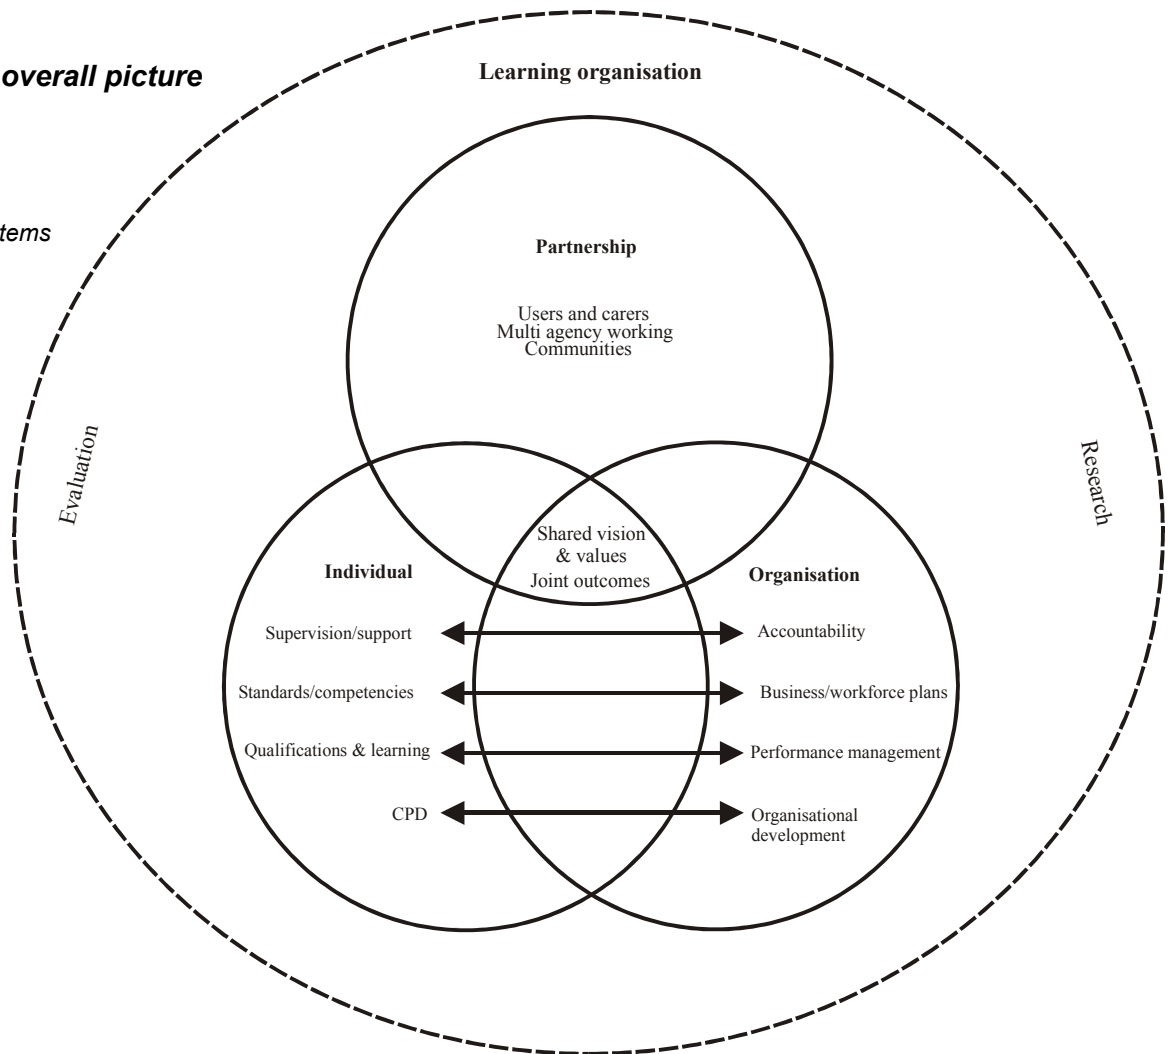 overall picture
Learning organisation
tems
Partnership
Users and carers
Multi agency working
Communities
Evaluation
Research
Shared vision
& values
Joint outcomes
Individual
Organisation
Supervision/support
Accountability
Standards/competencies
Business/workforce plans
Qualifications & learning
Performance management
CPD
Organisational
development